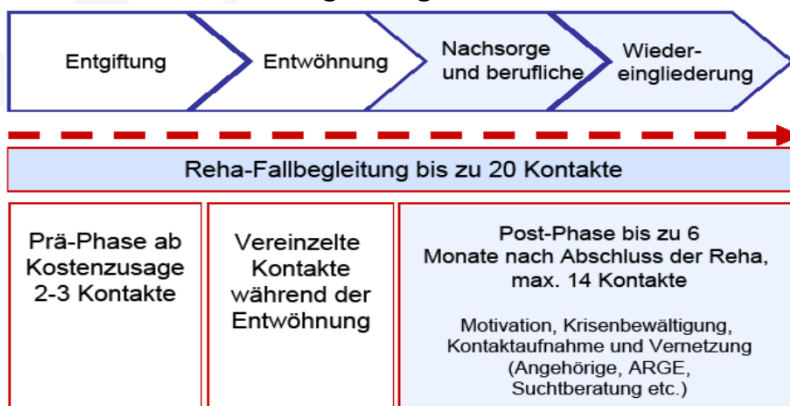 Entgiftung
Entwöhnung
Nachsorge
und berufliche
Wieder-
eingliederung
Reha-Fallbegleitung bis zu 20 Kontakte
Prä-Phase ab
Kostenzusage
2-3 Kontakte
Vereinzelte
Kontakte
während der
Entwöhnung
Post-Phase bis zu 6
Monate nach Abschluss der Reha,
max. 14 Kontakte
Motivation, Krisenbewältigung,
Kontaktaufnahme und Vernetzung
(Angehörige, ARGE,
Suchtberatung etc.)